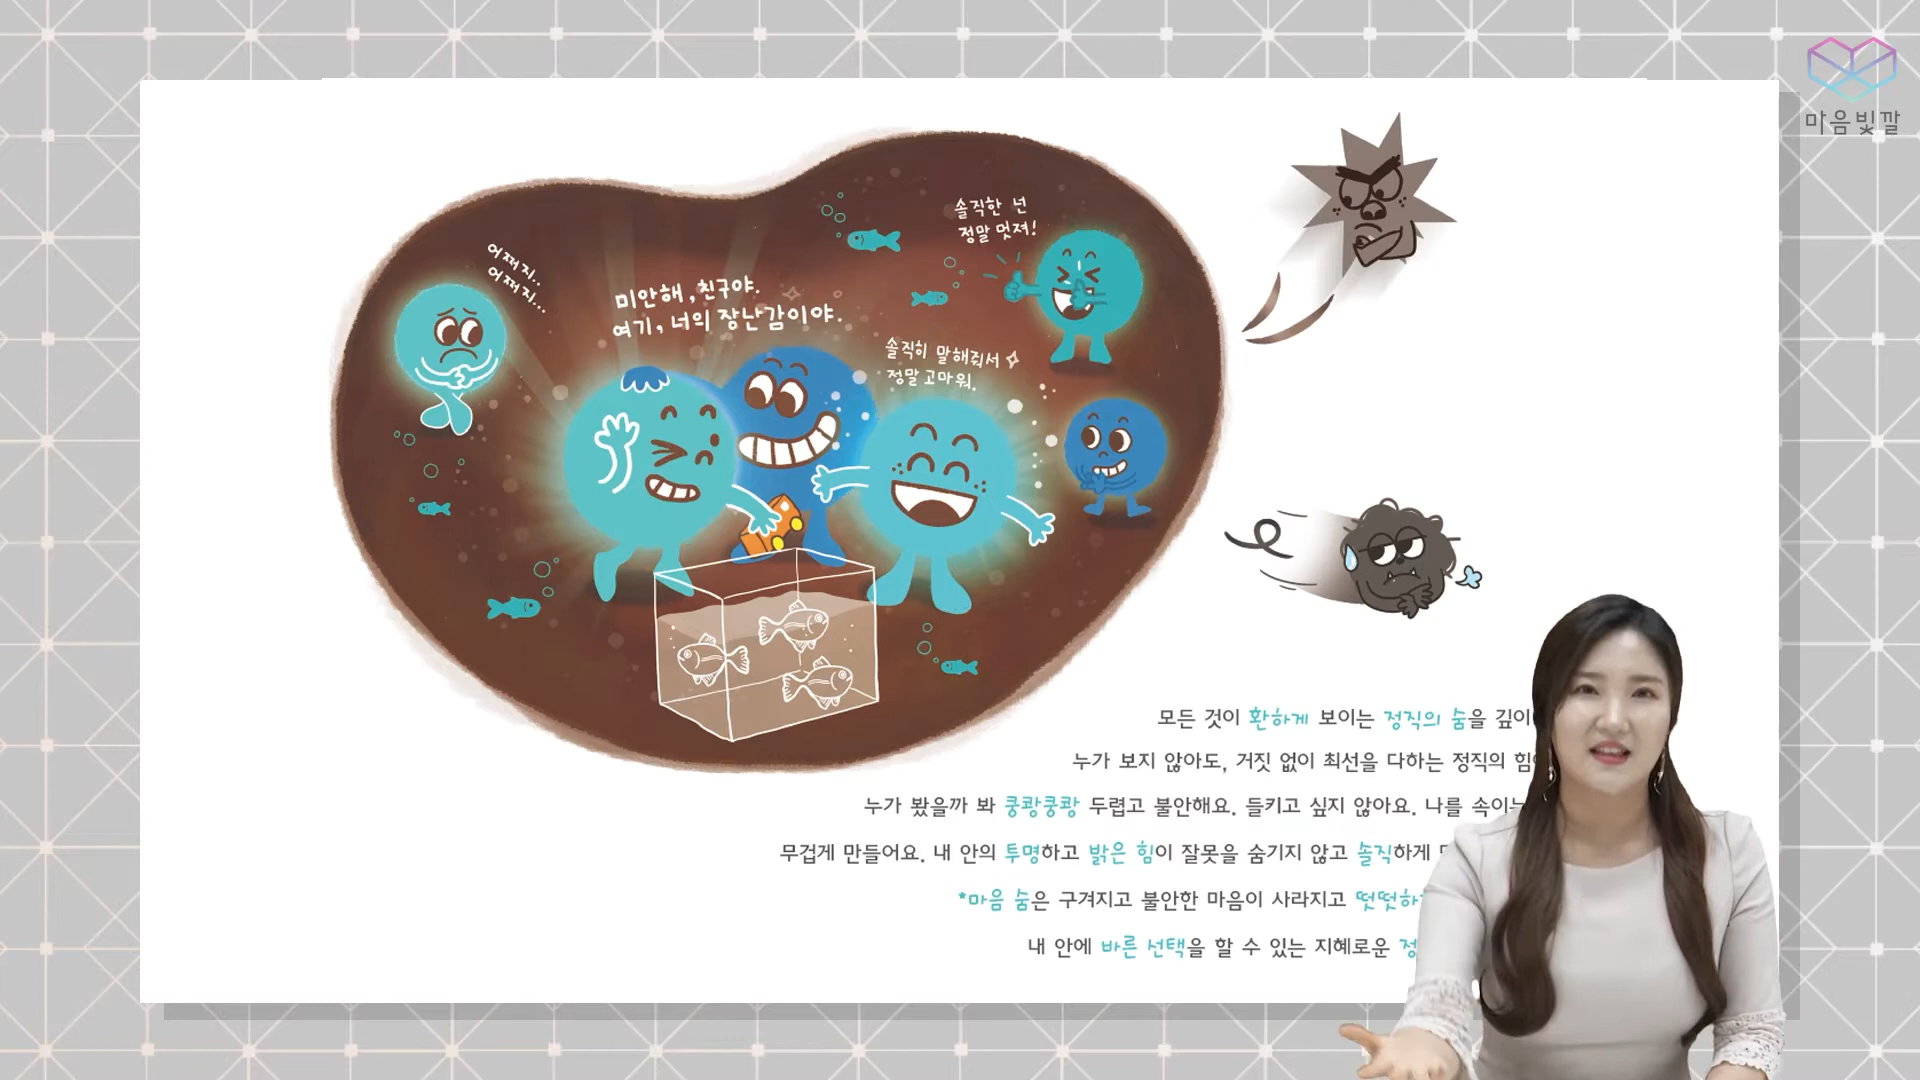 마음빛깔
솔직한 넌
정말 멋져!
어쩌지..
어쩌지...
미안해, 친구야.
여기, 너의 장난감이야.
솔직히 말해줘서
정말 고마워.
모든 것이 환하게 보이는 정직의 숨을 깊이
누가 보지 않아도, 거짓 없이 최선을 다하는 정직의 힘
누가 봤을까 봐 쿵쾅쿵쾅 두렵고 불안해요. 들키고 싶지 않아요. 나를 속이는
무겁게 만들어요. 내 안의 투명하고 밝은 힘이 잘못을 숨기지 않고 솔직하게
*마음 숨은 구겨지고 불안한 마음이 사라지고 떳떳하
내 안에 바른 선택을 할 수 있는 지혜로운